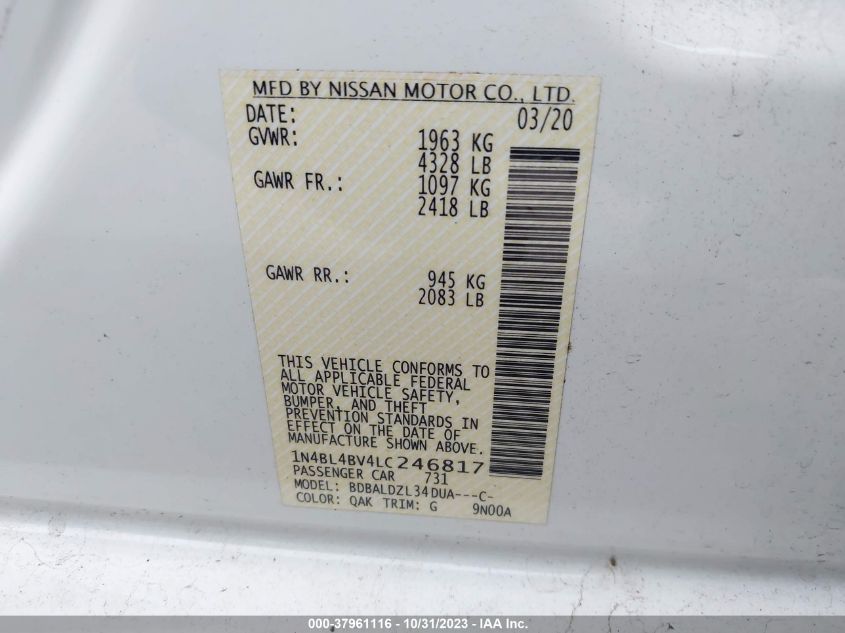 MFD BY NISSAN MOTOR CO., LTD.
DATE: 03/20
GVWR: 1963 KG
4328 LB
GAWR FR.: 1097 KG
2418 LB
GAWR RR.: 945 KG
2083 LB
THIS VEHICLE CONFORMS TO
ALL APPLICABLE FEDERAL
MOTOR VEHICLE SAFETY,
BUMPER, AND THEFT
PREVENTION STANDARDS IN
EFFECT ON THE DATE OF
MANUFACTURE SHOWN ABOVE.
1N4BL4BV4LC246817
PASSENGER CAR 731
MODEL: BDBALDZL34DUA---C-
COLOR: QAK TRIM: G 9N00A
000-37961116 - 10/31/2023 - IAA Inc.